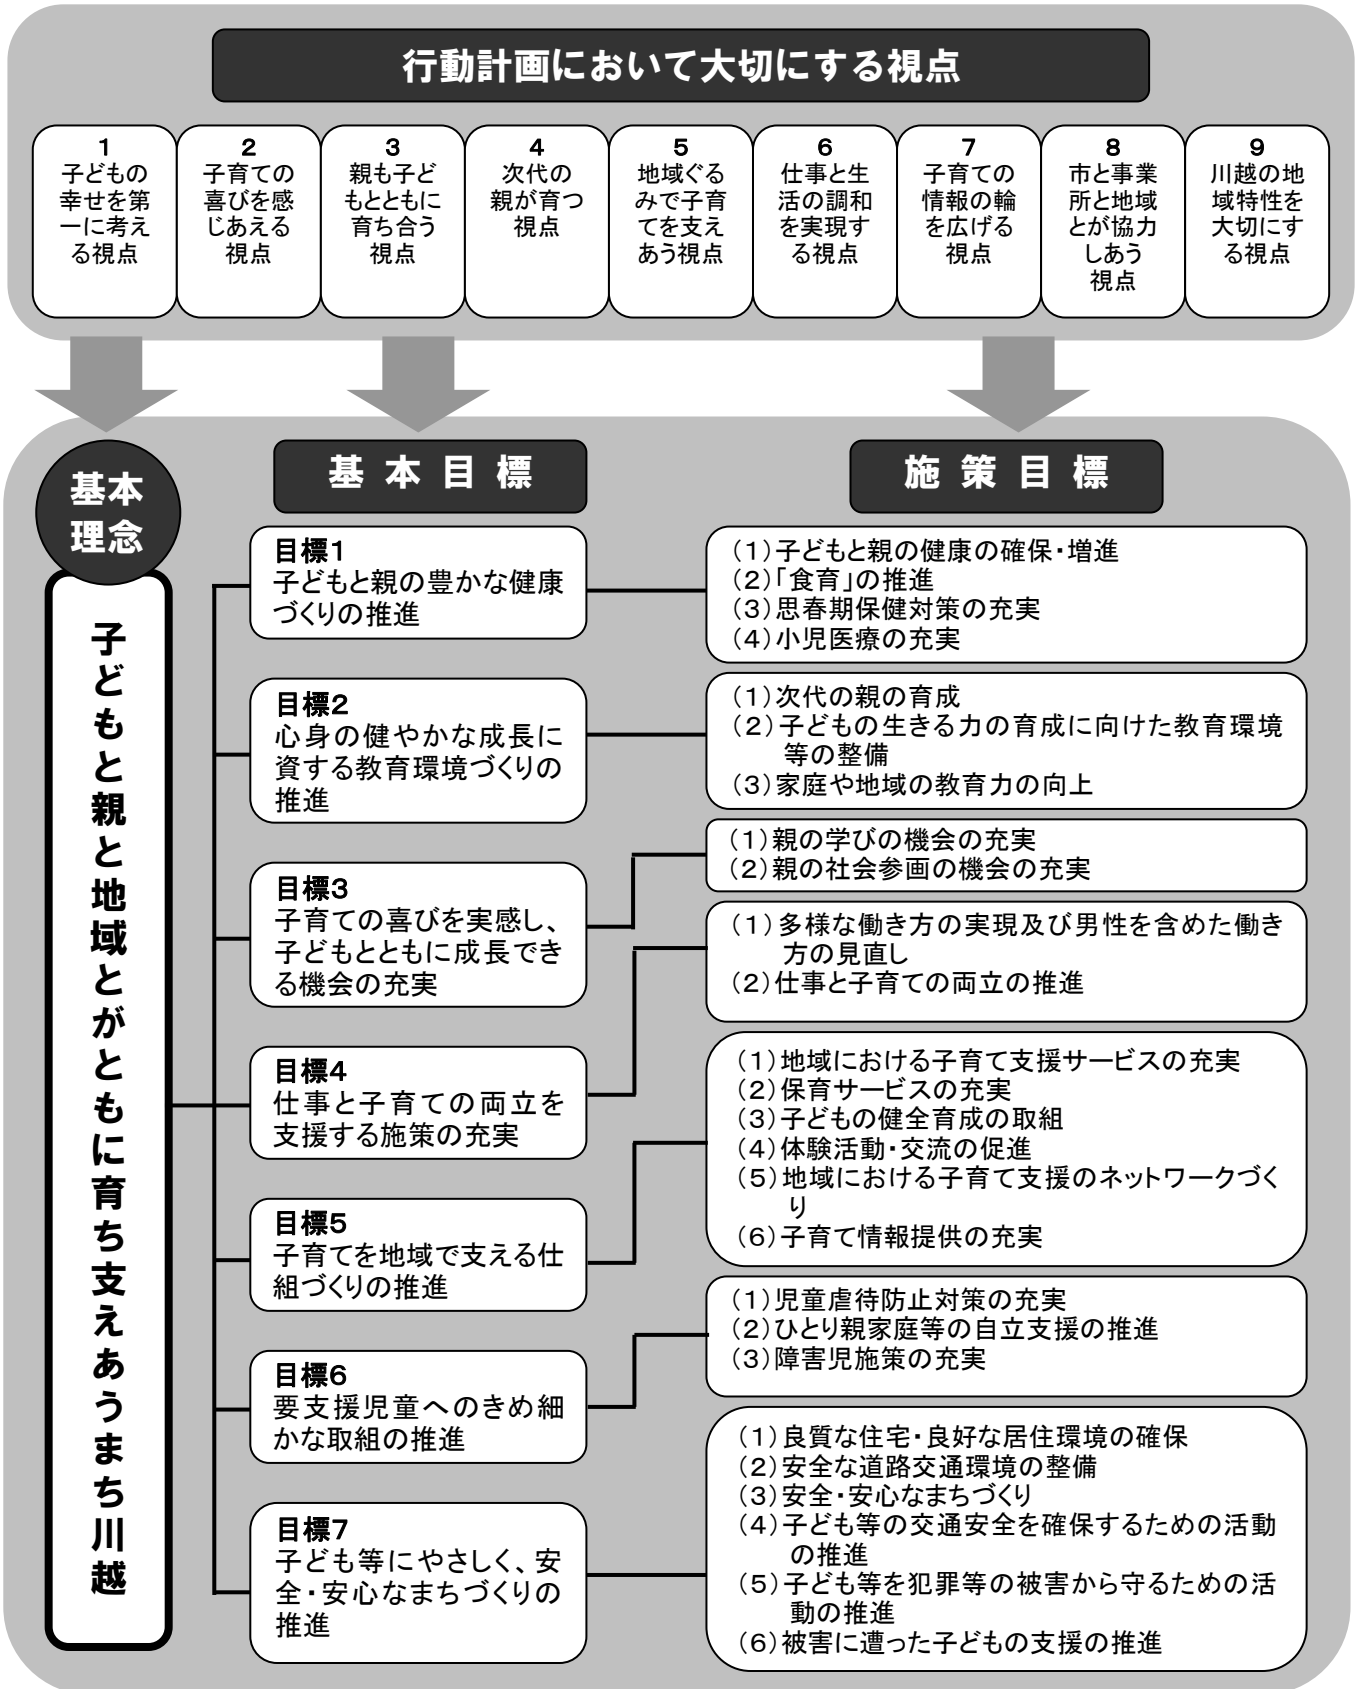 行動計画において大切にする視点
1
子どもの
幸せを第
一に考え
る視点
2
子育ての
喜びを感
じあえる
視点
3
親も子ど
もとともに
育ち合う
視点
4
次代の
親が育つ
視点
5
地域ぐる
みで子育
てを支え
あう視点
6
仕事と生
活の調和
を実現す
る視点
7
子育ての
情報の輪
を広げる
視点
8
市と事業
所と地域
とが協力
しあう
視点
9
川越の地
域特性を
大切にす
る視点
基本
理念
子どもと親と地域とがともに育ち支えあうまち川越
基本目標
目標1
子どもと親の豊かな健康
づくりの推進
目標2
心身の健やかな成長に
資する教育環境づくりの
推進
目標3
子育ての喜びを実感し、
子どもとともに成長でき
る機会の充実
目標4
仕事と子育ての両立を
支援する施策の充実
目標5
子育てを地域で支える仕
組づくりの推進
目標6
要支援児童へのきめ細
かな取組の推進
目標7
子ども等にやさしく、安
全・安心なまちづくりの
推進
施策目標
(1)子どもと親の健康の確保・増進
(2)「食育」の推進
(3)思春期保健対策の充実
(4)小児医療の充実
(1)次代の親の育成
(2)子どもの生きる力の育成に向けた教育環境
等の整備
(3)家庭や地域の教育力の向上
(1)親の学びの機会の充実
(2)親の社会参画の機会の充実
(1)多様な働き方の実現及び男性を含めた働き
方の見直し
(2)仕事と子育ての両立の推進
(1)地域における子育て支援サービスの充実
(2)保育サービスの充実
(3)子どもの健全育成の取組
(4)体験活動・交流の促進
(5)地域における子育て支援のネットワークづく
り
(6)子育て情報提供の充実
(1)児童虐待防止対策の充実
(2)ひとり親家庭等の自立支援の推進
(3)障害児施策の充実
(1)良質な住宅・良好な居住環境の確保
(2)安全な道路交通環境の整備
(3)安全・安心なまちづくり
(4)子ども等の交通安全を確保するための活動
の推進
(5)子ども等を犯罪等の被害から守るための活
動の推進
(6)被害に遭った子どもの支援の推進